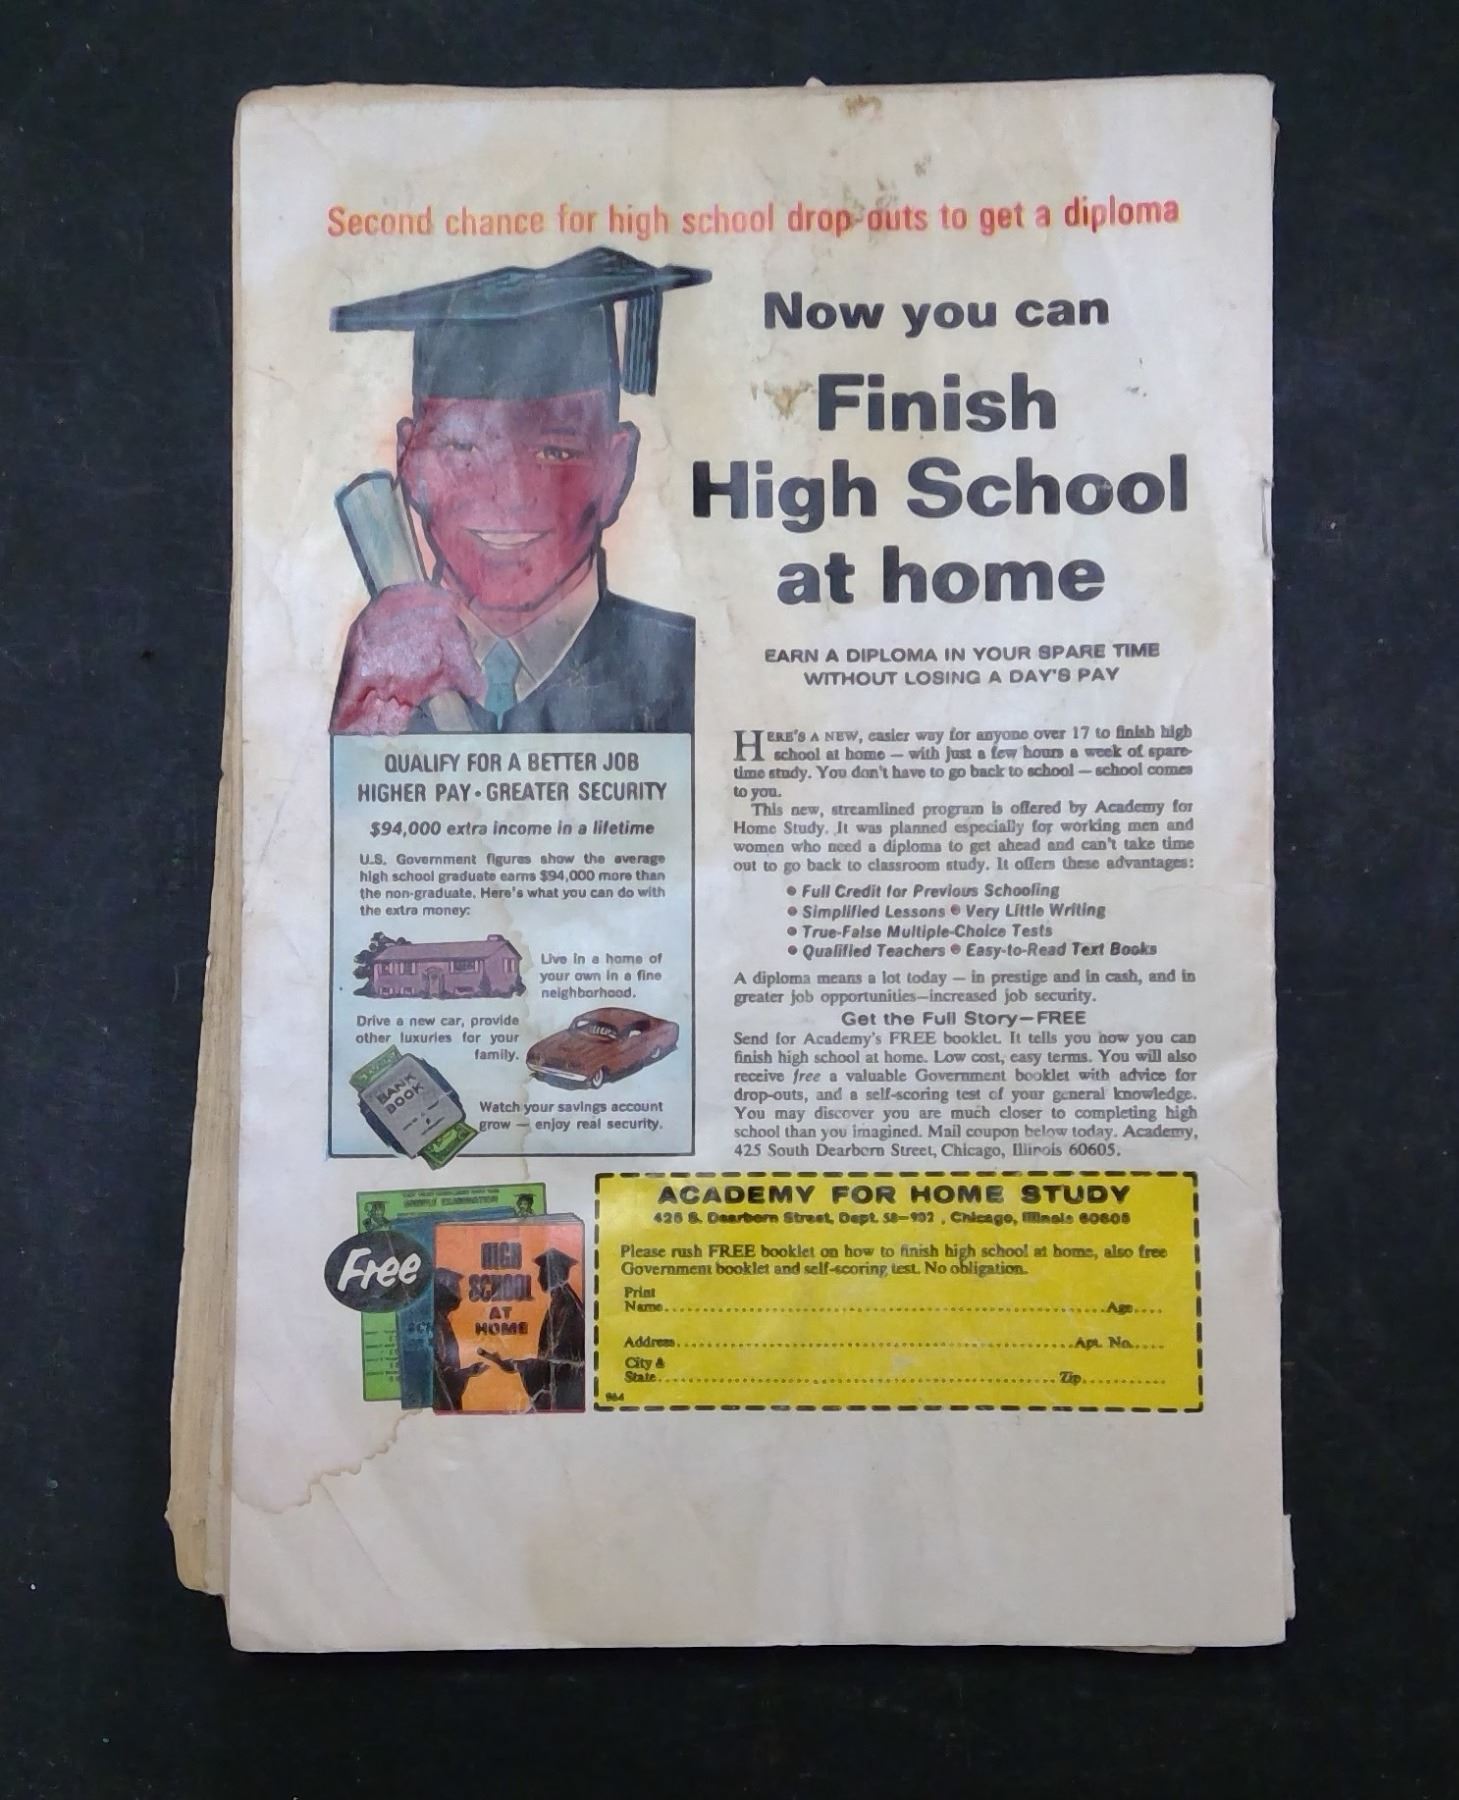 Second chance for high school drop-outs to get a diploma
Now you can
Finish
High School
at home
EARN A DIPLOMA IN YOUR SPARE TIME
WITHOUT LOSING A DAY'S PAY
HERE'S A NEW, easier way for anyone over 17 to finish high
school at home — with just a few hours a week of spare-
time study. You don't have to go back to school — school comes
to you.
This new, streamlined program is offered by Academy for
Home Study. It was planned especially for working men and
women who need a diploma to get ahead and can't take time
out to go back to classroom study. It offers these advantages:
• Full Credit for Previous Schooling
• Simplified Lessons • Very Little Writing
• True-False Multiple-Choice Tests
• Qualified Teachers • Easy-to-Read Text Books
A diploma means a lot today — in prestige and in cash, and in
greater job opportunities—increased job security.
Get the Full Story—FREE
Send for Academy's FREE booklet. It tells you how you can
finish high school at home. Low cost, easy terms. You will also
receive free a valuable Government booklet with advice for
drop-outs, and a self-scoring test of your general knowledge.
You may discover you are much closer to completing high
school than you imagined. Mail coupon below today. Academy,
425 South Dearborn Street, Chicago, Illinois 60605.
QUALIFY FOR A BETTER JOB
HIGHER PAY • GREATER SECURITY
$94,000 extra income in a lifetime
U.S. Government figures show the average
high school graduate earns $94,000 more than
the non-graduate. Here's what you can do with
the extra money:
Live in a home of
your own in a fine
neighborhood.
Drive a new car, provide
other luxuries for your
family.
BANK
BOOK
Watch your savings account
grow — enjoy real security.
SAMPLE EXAMINATION
Free
HIGH
SCHOOL
AT
HOME
ACADEMY FOR HOME STUDY
425 S. Dearborn Street, Dept. 58-902 , Chicago, Illinois 60605
Please rush FREE booklet on how to finish high school at home, also free
Government booklet and self-scoring test. No obligation.
Print
Name..........Age....
Address..........Apt. No.....
City &
State..........Zip..........
964